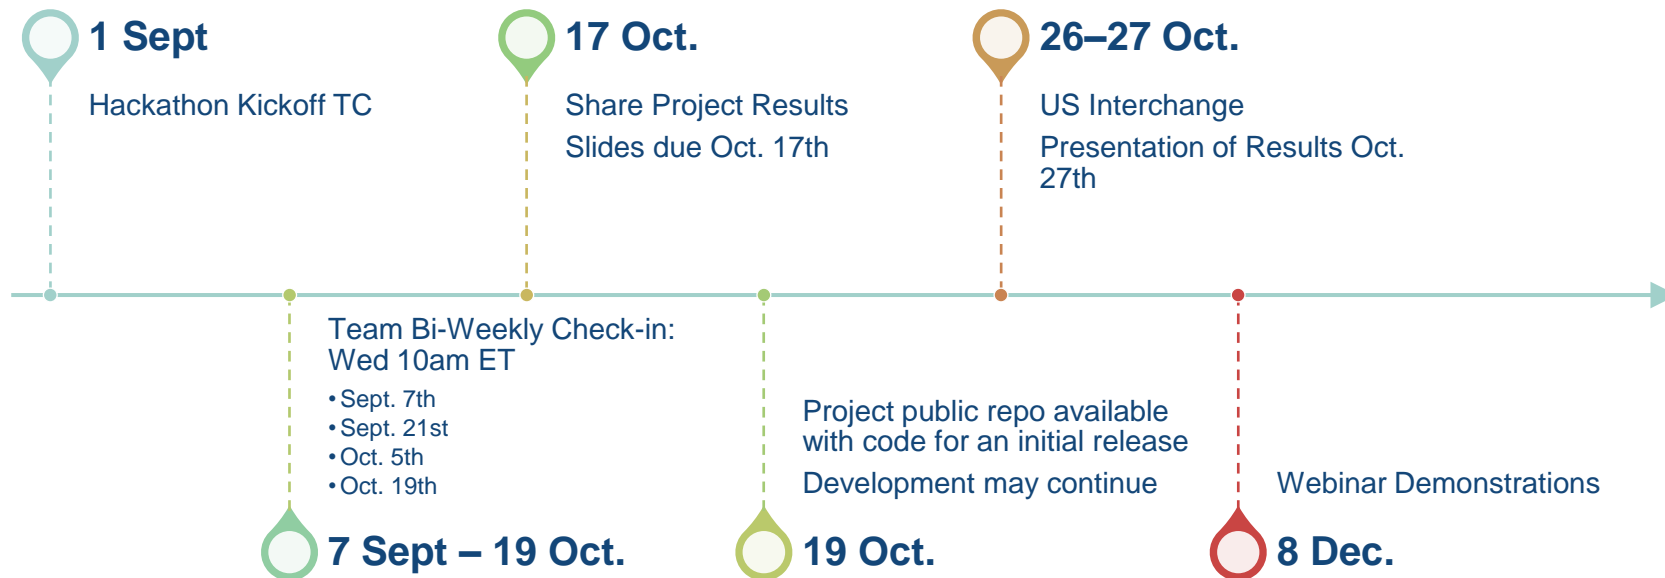 1 Sept
Hackathon Kickoff TC
17 Oct.
Share Project Results
Slides due Oct. 17th
26–27 Oct.
US Interchange
Presentation of Results Oct.
27th
Team Bi-Weekly Check-in:
Wed 10am ET
•Sept. 7th
•Sept. 21st
•Oct. 5th
•Oct. 19th
7 Sept – 19 Oct.
Project public repo available
with code for an initial release
Development may continue
19 Oct.
Webinar Demonstrations
8 Dec.